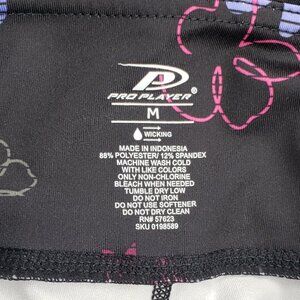 PRO PLAYER
M
WICKING
MADE IN INDONESIA
88% POLYESTER/ 12% SPANDEX
MACHINE WASH COLD
WITH LIKE COLORS
ONLY NON-CHLORINE
BLEACH WHEN NEEDED
TUMBLE DRY LOW
DO NOT IRON
DO NOT USE SOFTENER
DO NOT DRY CLEAN
RN# 57623
SKU 0198589